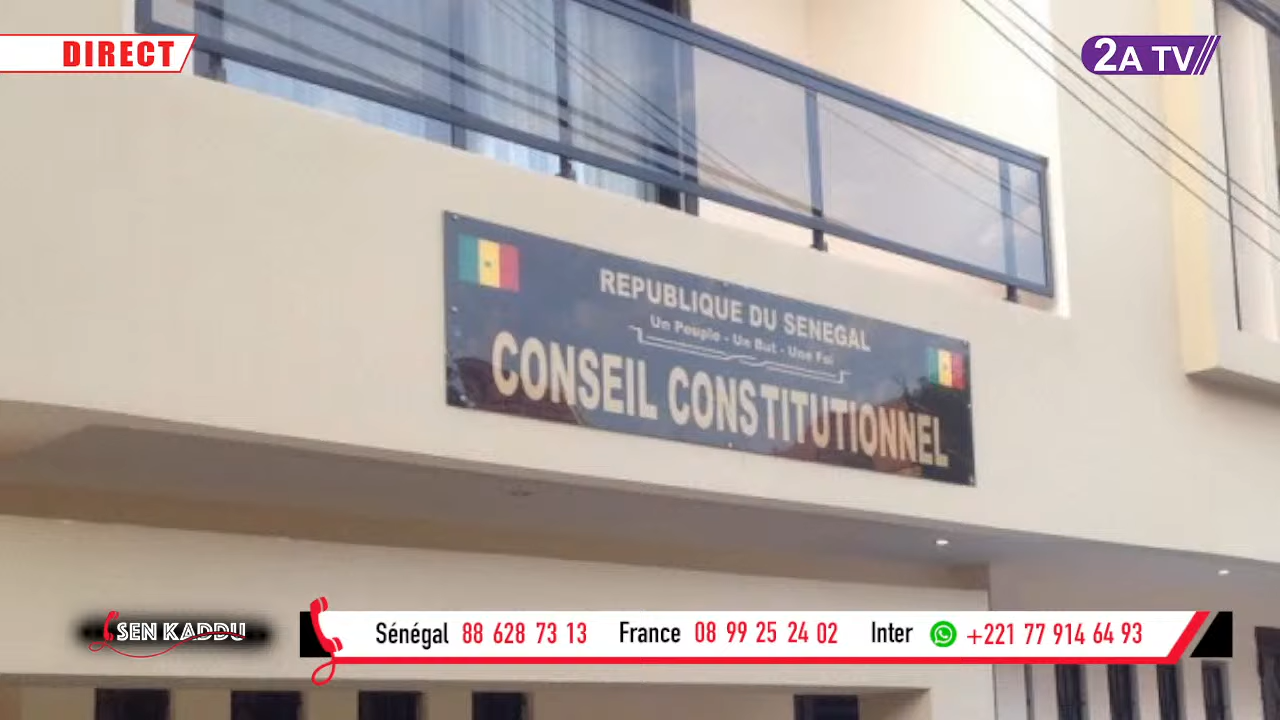 DIRECT
2A TV
REPUBLIQUE DU SENEGAL
Un Peuple - Un But - Une Foi
CONSEIL CONSTITUTIONNEL
SEN KADDU
Sénégal 88 628 73 13 France 08 99 25 24 02 Inter +221 77 914 64 93